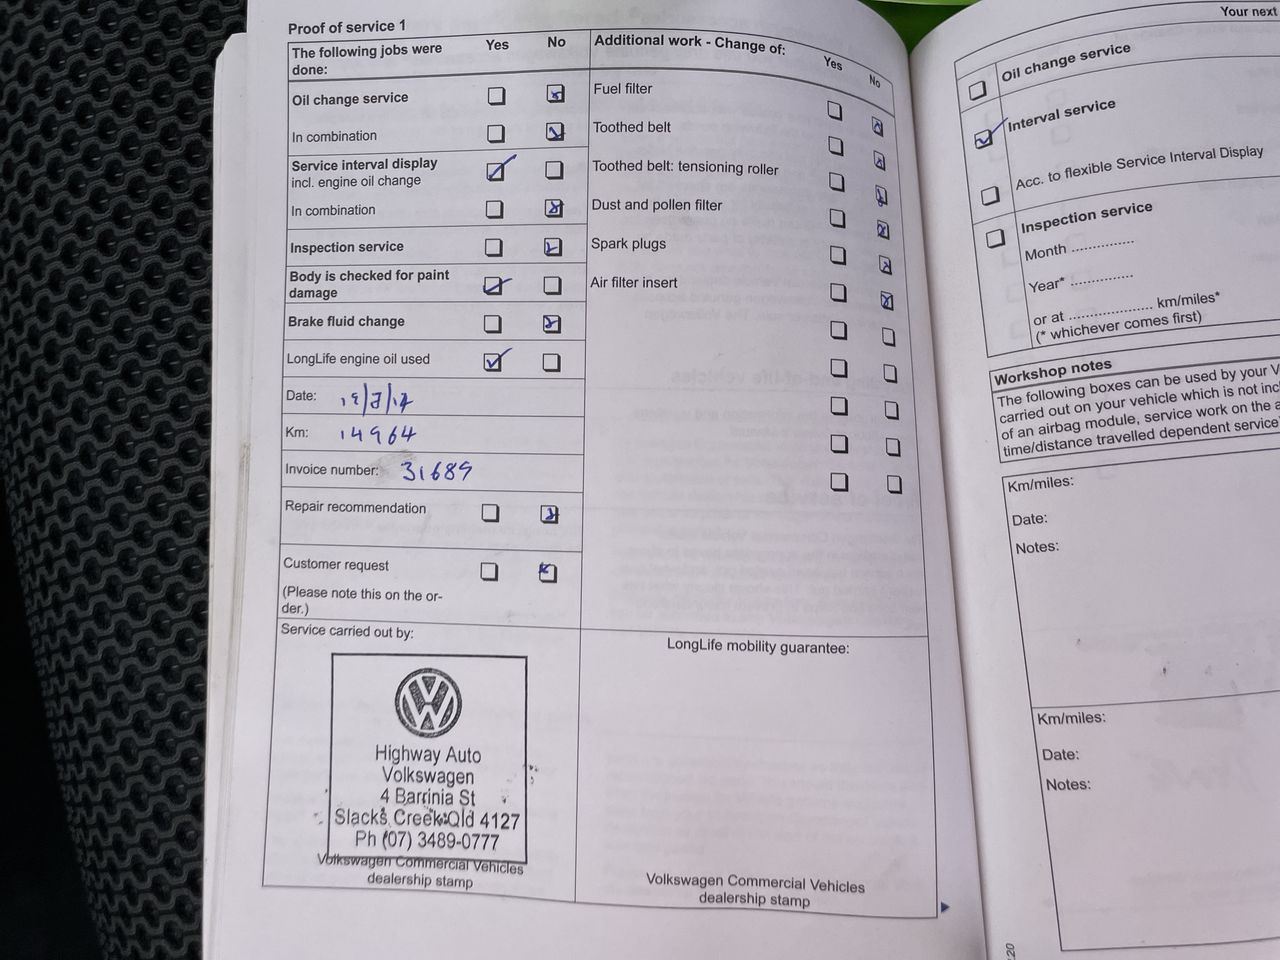 Proof of service 1
The following jobs were done: Yes No
Oil change service
In combination
Service interval display
incl. engine oil change
In combination
Inspection service
Body is checked for paint
damage
Brake fluid change
LongLife engine oil used
Date:
Km: 14964
Invoice number: 31689
Repair recommendation
Customer request
(Please note this on the or-
der.)
Service carried out by:
Highway Auto
Volkswagen
4 Barrinia St
Slacks Creek Qld 4127
Ph (07) 3489-0777
Volkswagen Commercial Vehicles
dealership stamp
Additional work - Change of: Yes No
Fuel filter
Toothed belt
Toothed belt: tensioning roller
Dust and pollen filter
Spark plugs
Air filter insert
LongLife mobility guarantee:
Volkswagen Commercial Vehicles
dealership stamp
Your next
Oil change service
Interval service
Acc. to flexible Service Interval Display
Inspection service
Month ..............
Year* ..............
or at .................... km/miles*
(* whichever comes first)
Workshop notes
The following boxes can be used by your V
carried out on your vehicle which is not inc
of an airbag module, service work on the a
time/distance travelled dependent service
Km/miles:
Date:
Notes:
Km/miles:
Date:
Notes: